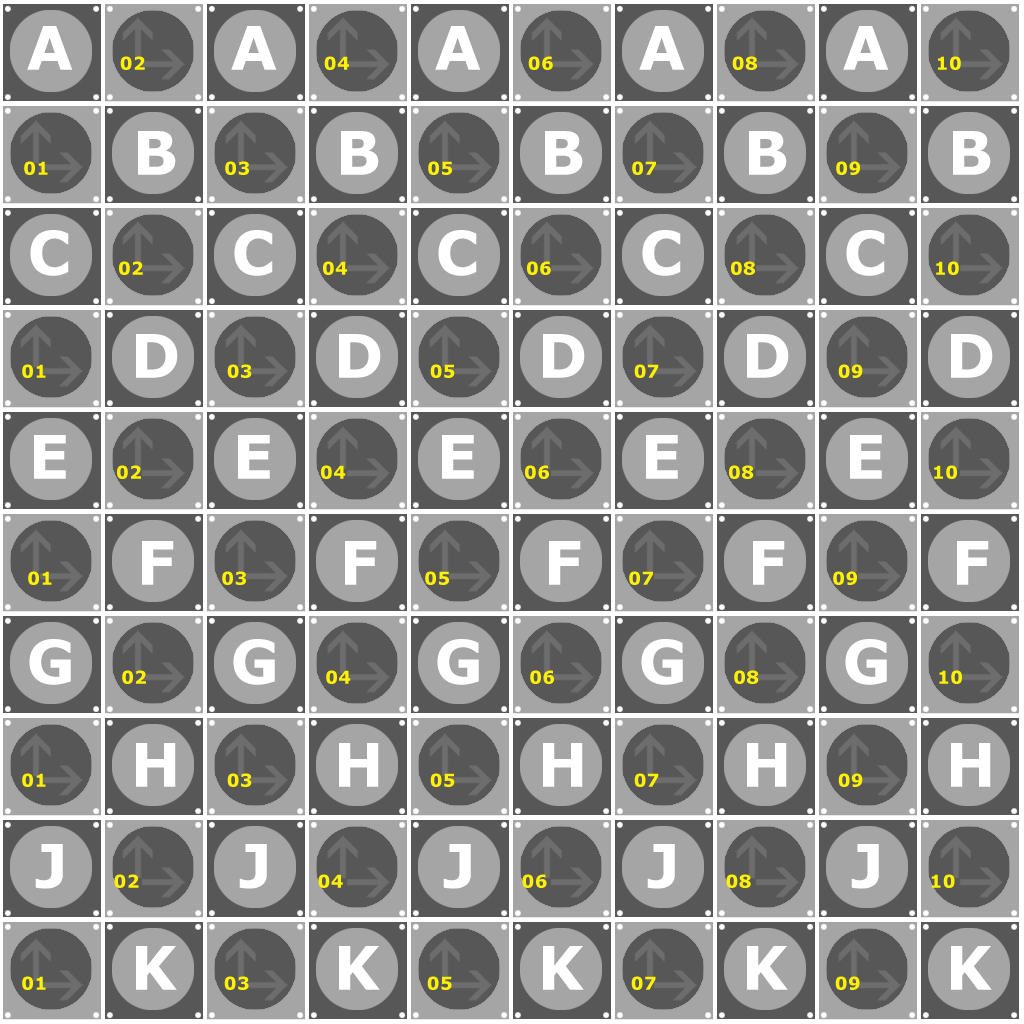 A 02 A 04 A 06 A 08 A 10
01 B 03 B 05 B 07 B 09 B
C 02 C 04 C 06 C 08 C 10
01 D 03 D 05 D 07 D 09 D
E 02 E 04 E 06 E 08 E 10
01 F 03 F 05 F 07 F 09 F
G 02 G 04 G 06 G 08 G 10
01 H 03 H 05 H 07 H 09 H
J 02 J 04 J 06 J 08 J 10
01 K 03 K 05 K 07 K 09 K